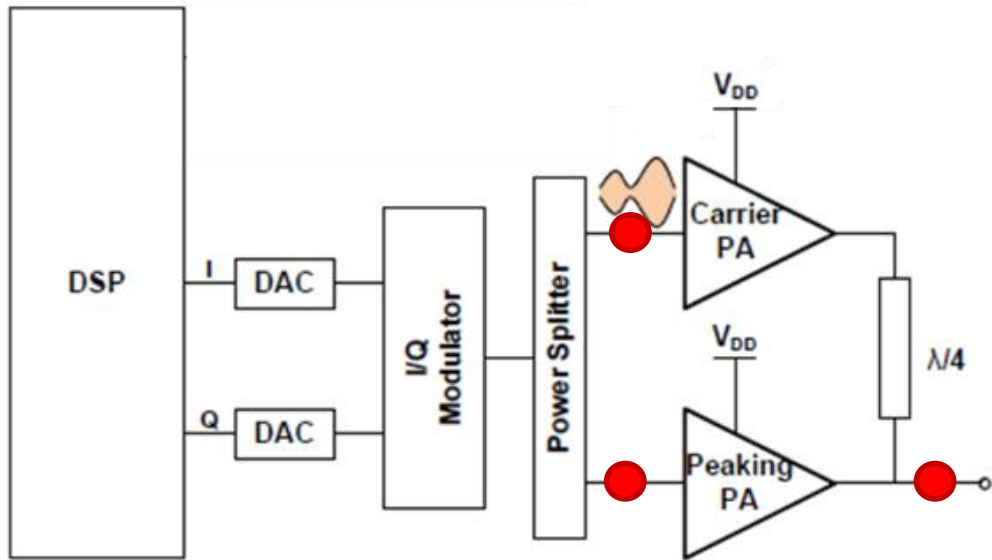 DSP
I
DAC
Q
DAC
I/Q
Modulator
Power Splitter
VDD
Carrier
PA
VDD
Peaking
PA
λ/4